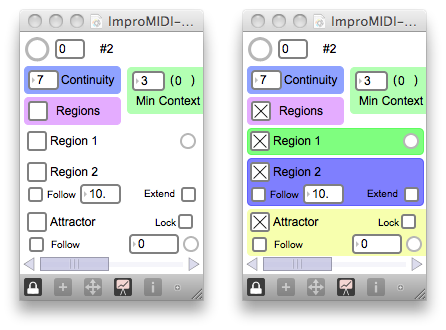 ImproMIDI-...
0 #2
7 Continuity
3 (0 )
Min Context
Regions
Region 1
Region 2
Follow 10. Extend
Attractor Lock
Follow 0
ImproMIDI-...
0 #2
7 Continuity
3 (0 )
Min Context
Regions
Region 1
Region 2
Follow 10. Extend
Attractor Lock
Follow 0